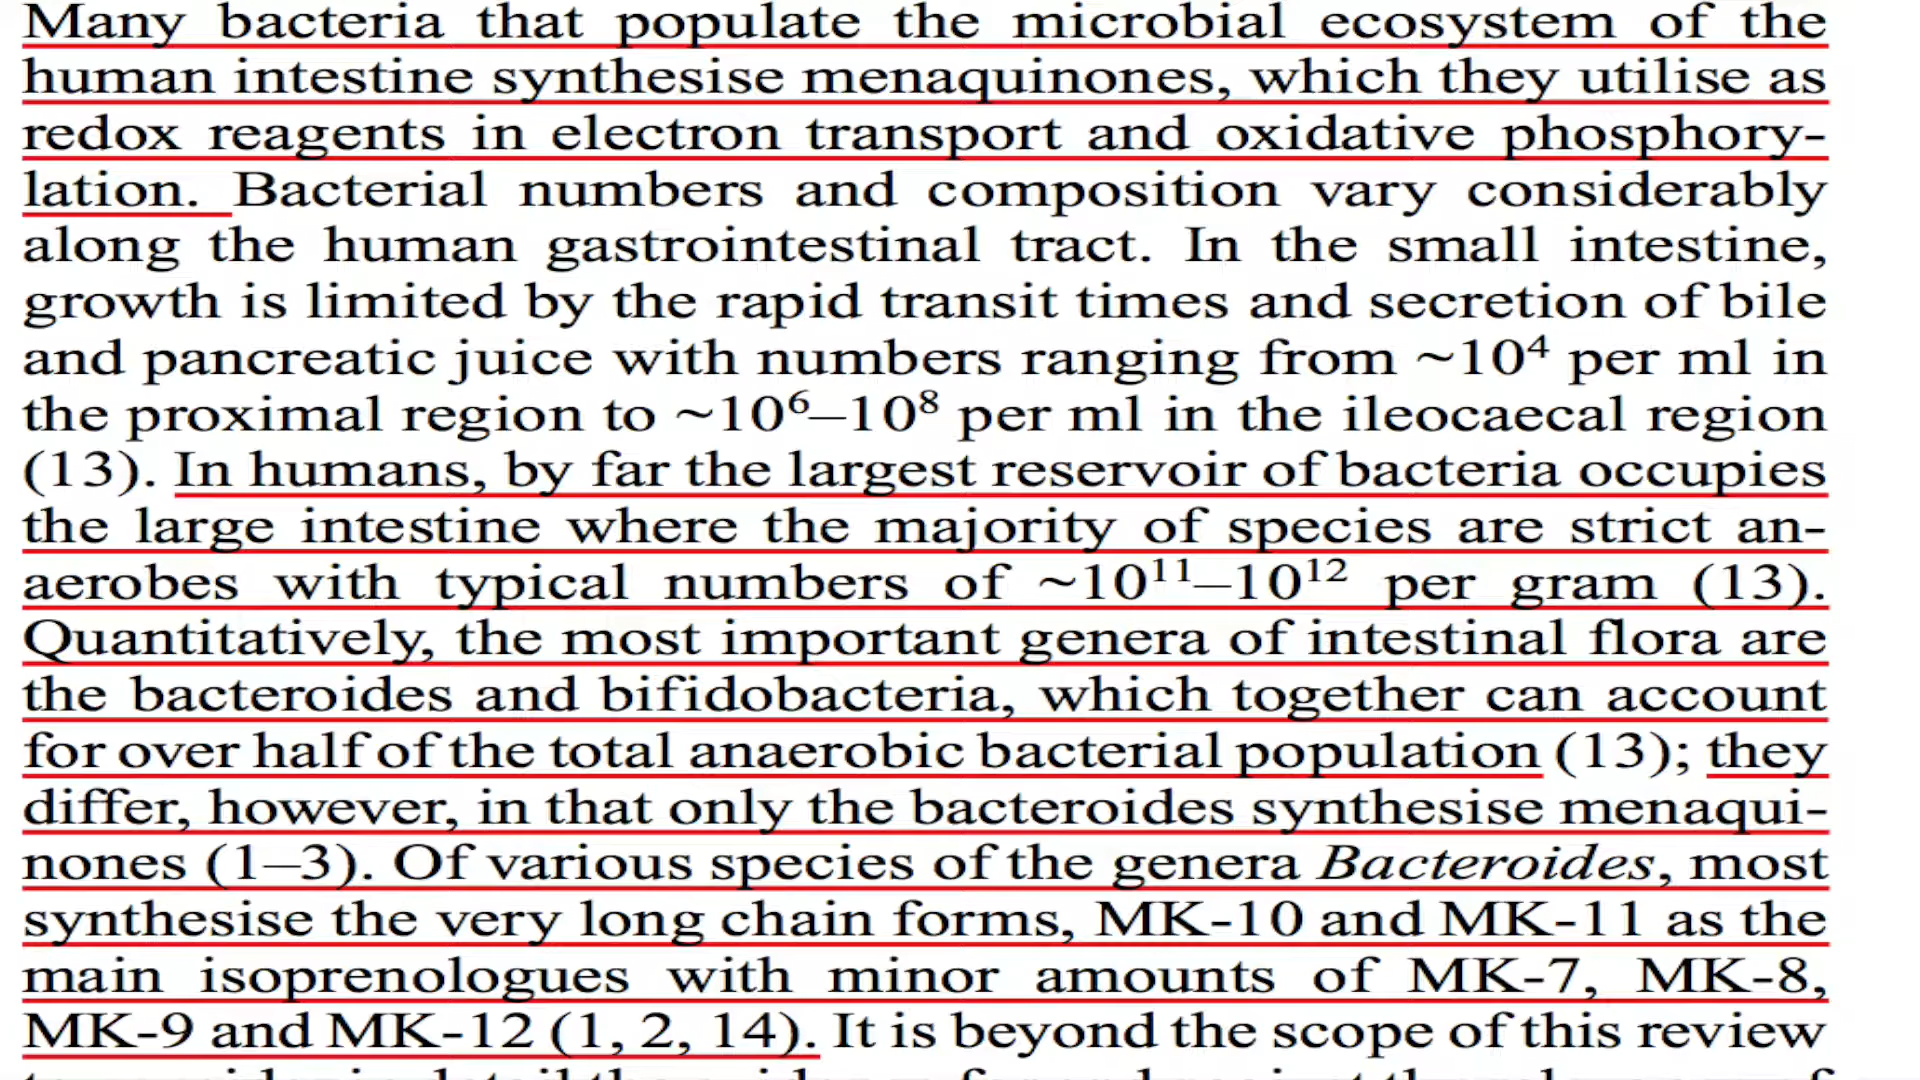 Many bacteria that populate the microbial ecosystem of the
human intestine synthesise menaquinones, which they utilise as
redox reagents in electron transport and oxidative phosphory-
lation. Bacterial numbers and composition vary considerably
along the human gastrointestinal tract. In the small intestine,
growth is limited by the rapid transit times and secretion of bile
and pancreatic juice with numbers ranging from ~10⁴ per ml in
the proximal region to ~10⁶–10⁸ per ml in the ileocaecal region
(13). In humans, by far the largest reservoir of bacteria occupies
the large intestine where the majority of species are strict an-
aerobes with typical numbers of ~10¹¹–10¹² per gram (13).
Quantitatively, the most important genera of intestinal flora are
the bacteroides and bifidobacteria, which together can account
for over half of the total anaerobic bacterial population (13); they
differ, however, in that only the bacteroides synthesise menaqui-
nones (1–3). Of various species of the genera Bacteroides, most
synthesise the very long chain forms, MK-10 and MK-11 as the
main isoprenologues with minor amounts of MK-7, MK-8,
MK-9 and MK-12 (1, 2, 14). It is beyond the scope of this review